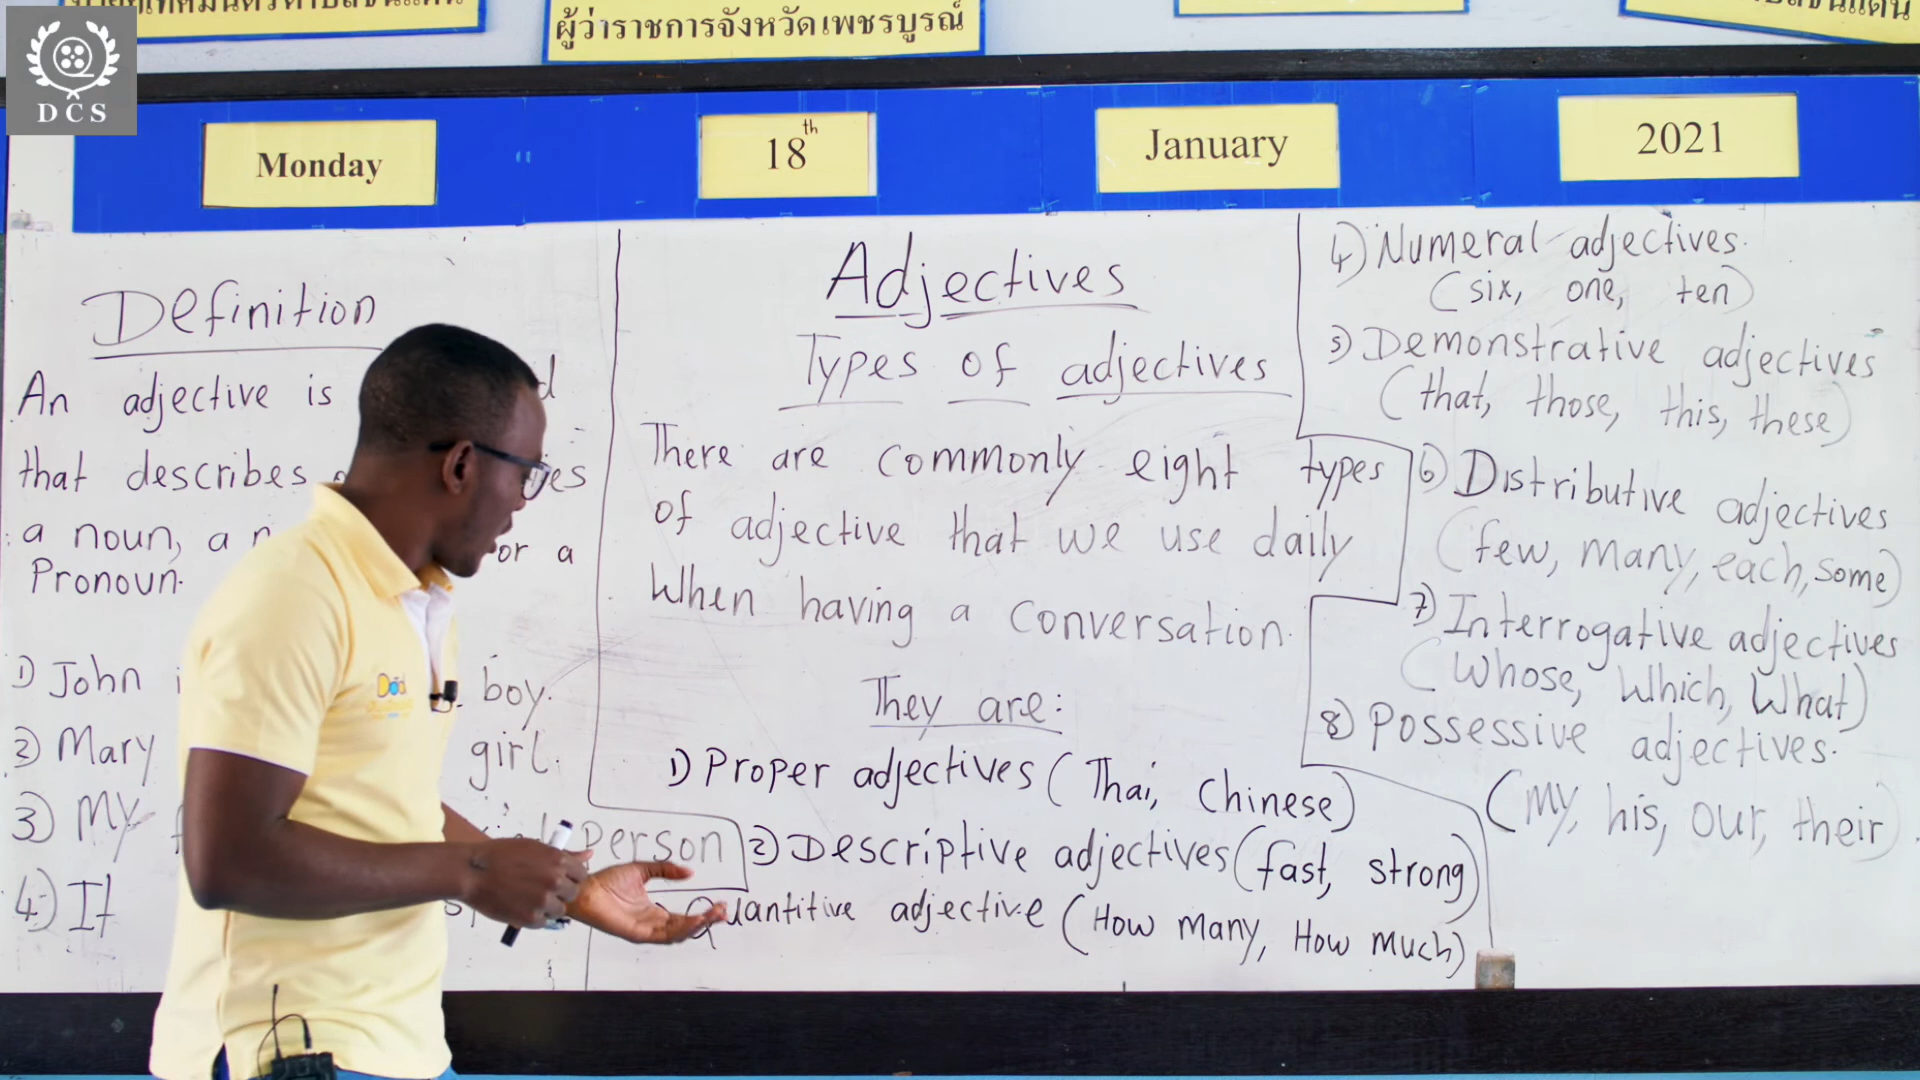 ผู้ว่าราชการจังหวัดเพชรบูรณ์
DCS
Monday
18th
January
2021
Definition
An adjective is
that describes
a noun, a or a
Pronoun.
1) John boy.
2) Mary girl.
3) My Person
4) It
Adjectives
Types of adjectives
There are commonly eight types
of adjective that we use daily
When having a conversation.
They are:
1) Proper adjectives (Thai, Chinese)
2) Descriptive adjectives (fast, strong)
Quantitive adjective (How many, How much)
4) Numeral adjectives.
(six, one, ten)
5) Demonstrative adjectives
(that, those, this, these)
6) Distributive adjectives
(few, many, each, some)
7) Interrogative adjectives
(Whose, Which, What)
8) Possessive adjectives.
(My, his, our, their)